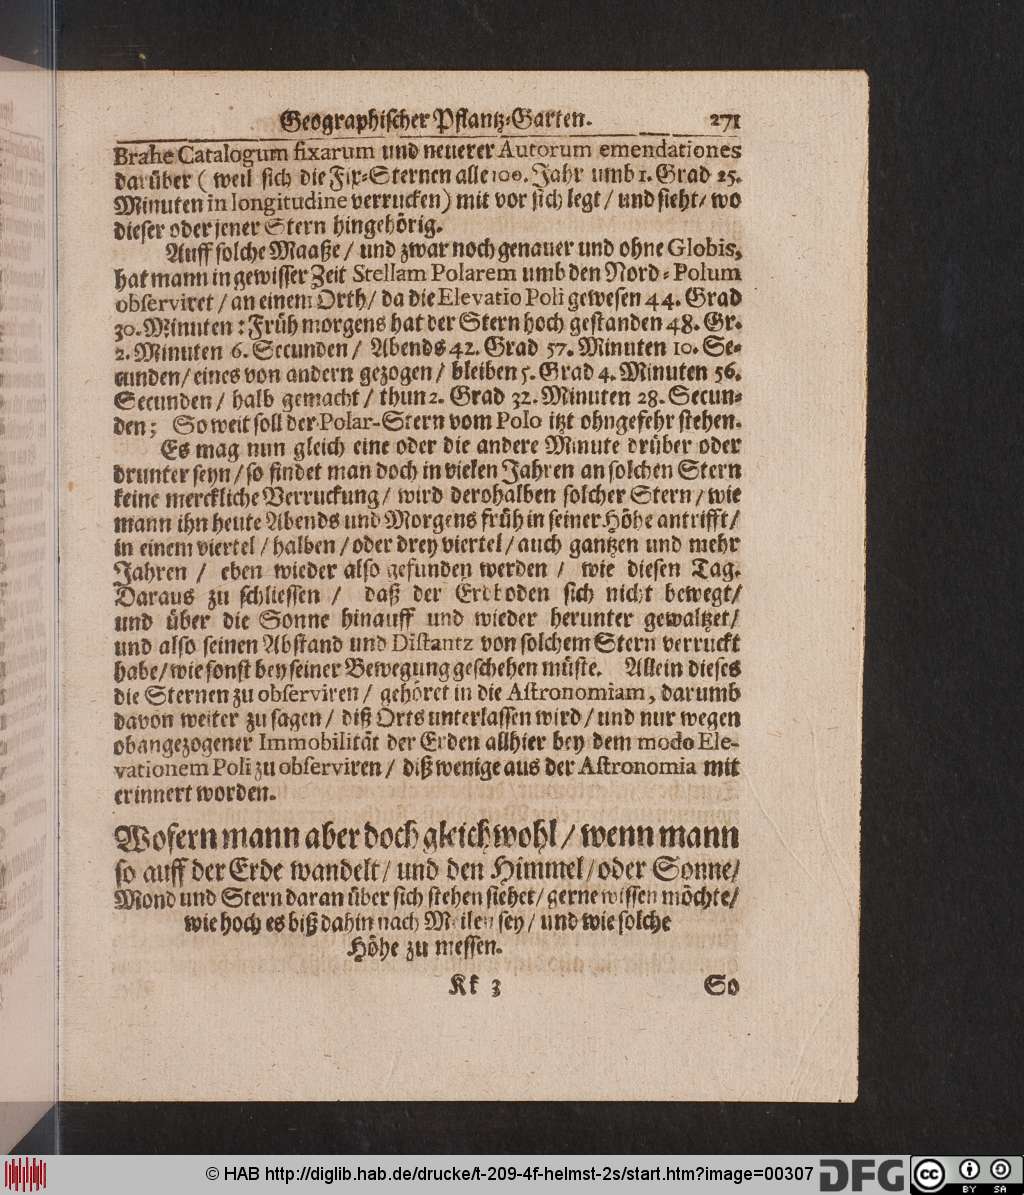 Geographischer Pflantz-Garten. 271
Brahe Catalogum fixarum und neuerer Autorum emendationes
darüber ( weil sich die Fix-Sternen alle 100. Jahr umb 1. Grad 25.
Minuten in longitudine verrucken) mit vor sich legt / und sieht / wo
dieser oder jener Stern hingehörig.
Auff solche Maaße / und zwar noch genauer und ohne Globis,
hat mann in gewisser Zeit Stellam Polarem umb den Nord-Polum
observiret / an einem Orth / da die Elevatio Poli gewesen 44. Grad
30. Minuten : Früh morgens hat der Stern hoch gestanden 48. Gr.
2. Minuten 6. Secunden / Abends 42. Grad 57. Minuten 10. Se-
cunden / eines von andern gezogen / bleiben 5. Grad 4. Minuten 56.
Secunden / halb gemacht / thun 2. Grad 32. Minuten 28. Secun-
den ; So weit soll der Polar-Stern vom Polo itzt ohngefehr stehen.
Es mag nun gleich eine oder die andere Minute drüber oder
drunter seyn / so findet man doch in vielen Jahren an solchen Stern
keine merckliche Verruckung / wird derohalben solcher Stern / wie
mann ihn heute Abends und Morgens früh in seiner Höhe antrifft /
in einem viertel / halben / oder drey viertel / auch gantzen und mehr
Jahren / eben wieder also gefunden werden / wie diesen Tag.
Daraus zu schliessen / daß der Erdboden sich nicht bewegt /
und über die Sonne hinauff und wieder herunter gewaltzet /
und also seinen Abstand und Distantz von solchem Stern verruckt
habe / wie sonst bey seiner Bewegung geschehen müste. Allein dieses
die Sternen zu observiren / gehöret in die Astronomiam, darumb
davon weiter zu sagen / diß Orts unterlassen wird / und nur wegen
obangezogener Immobilität der Erden allhier bey dem modo Ele-
vationem Poli zu observiren / diß wenige aus der Astronomia mit
erinnert worden.
Wofern mann aber doch gleichwohl / wenn mann
so auff der Erde wandelt / und den Himmel / oder Sonne /
Mond und Stern daran über sich stehen siehet / gerne wissen möchte /
wie hoch es biß dahin nach Meilen sey / und wie solche
Höhe zu messen.
Kk 3 So
© HAB http://diglib.hab.de/drucke/t-209-4f-helmst-2s/start.htm?image=00307 DFG cc BY SA